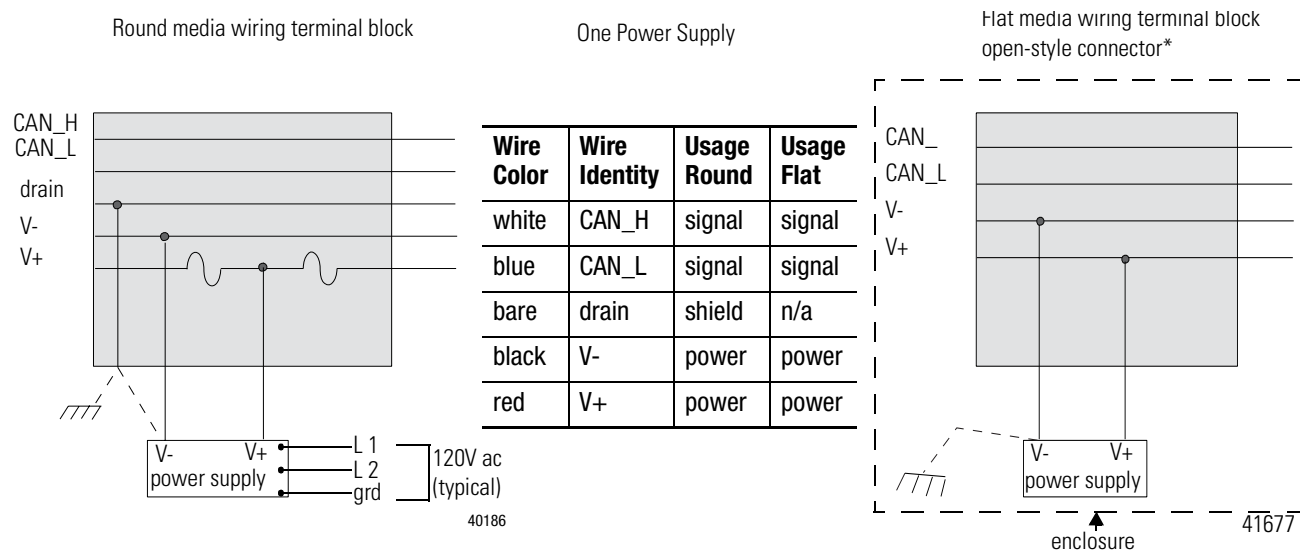 Round media wiring terminal block
One Power Supply
Flat media wiring terminal block
open-style connector*
CAN_H
CAN_L
drain
V-
V+
V- V+
power supply
L 1
L 2
grd
120V ac
(typical)
40186
Wire Color Wire Identity Usage Round Usage Flat
white CAN_H signal signal
blue CAN_L signal signal
bare drain shield n/a
black V- power power
red V+ power power
CAN_
CAN_L
V-
V+
V- V+
power supply
enclosure
41677